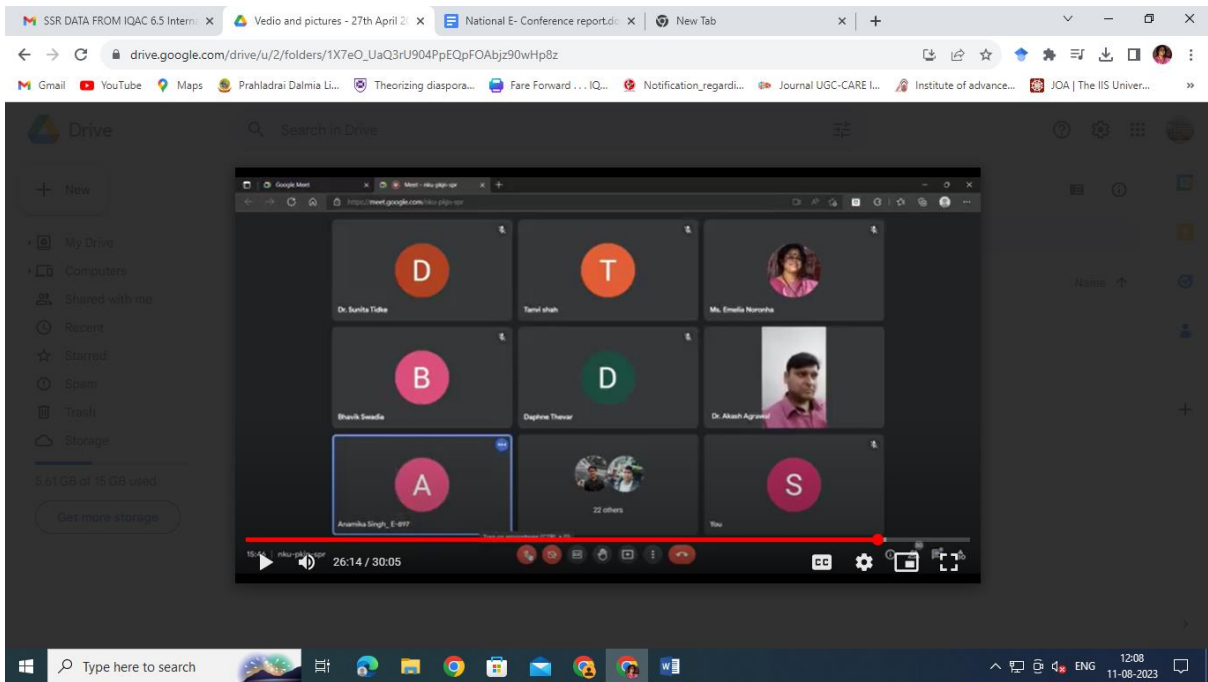 SSR DATA FROM IQAC 6.5 Intern
Vedio and pictures - 27th April 2
National E- Conference report.do
New Tab
drive.google.com/drive/u/2/folders/1X7eO_UaQ3rU904PpEQpFOAbjz90wHp8z
Gmail YouTube Maps Prahladrai Dalmia Li... Theorizing diaspora... Fare Forward . . . IQ... Notification_regardi... Journal UGC-CARE l... Institute of advance... JOA | The IIS Univer... »
Drive
Search in Drive
New
My Drive
Computers
Shared with me
Recent
Starred
Spam
Trash
Storage
5.61 GB of 15 GB used
Get more storage
Name
Google Meet
Meet - nku-pkjn-spr
https://meet.google.com/nku-pkjn-spr
D
Dr. Sunita Tidke
T
Tanvi shah
Ms. Emelia Noronha
B
Bhavik Swadia
D
Daphne Thevar
Dr. Akash Agrawal
A
Anamika Singh_ E-897
22 others
S
You
15:44 | nku-pkjn-spr
26:14 / 30:05
CC
Type here to search
W
ENG
12:08
11-08-2023